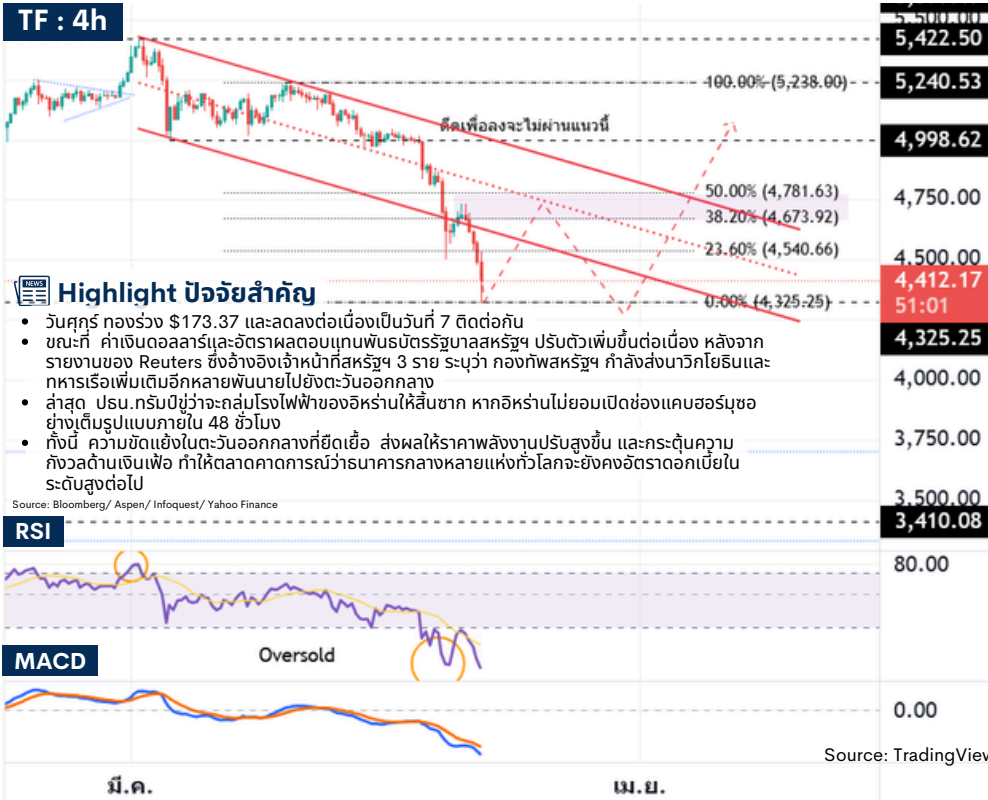 TF : 4h
5,500.00
5,422.50
100.00% (5,238.00)
5,240.53
ดีดเพื่อลงจะไม่ผ่านแนวนี้
4,998.62
50.00% (4,781.63)
4,750.00
38.20% (4,673.92)
23.60% (4,540.66)
4,500.00
4,412.17
51:01
0.00% (4,325.25)
4,325.25
NEWS
Highlight ปัจจัยสำคัญ
• วันศุกร์ ทองร่วง $173.37 และลดลงต่อเนื่องเป็นวันที่ 7 ติดต่อกัน
• ขณะที่ ค่าเงินดอลลาร์และอัตราผลตอบแทนพันธบัตรรัฐบาลสหรัฐฯ ปรับตัวเพิ่มขึ้นต่อเนื่อง หลังจาก
รายงานของ Reuters ซึ่งอ้างอิงเจ้าหน้าที่สหรัฐฯ 3 ราย ระบุว่า กองทัพสหรัฐฯ กำลังส่งนาวิกโยธินและ
ทหารเรือเพิ่มเติมอีกหลายพันนายไปยังตะวันออกกลาง
• ล่าสุด ปธน.ทรัมป์ขู่ว่าจะถล่มโรงไฟฟ้าของอิหร่านให้สิ้นซาก หากอิหร่านไม่ยอมเปิดช่องแคบฮอร์มุซอ
ย่างเต็มรูปแบบภายใน 48 ชั่วโมง
• ทั้งนี้ ความขัดแย้งในตะวันออกกลางที่ยืดเยื้อ ส่งผลให้ราคาพลังงานปรับสูงขึ้น และกระตุ้นความ
กังวลด้านเงินเฟ้อ ทำให้ตลาดคาดการณ์ว่าธนาคารกลางหลายแห่งทั่วโลกจะยังคงอัตราดอกเบี้ยใน
ระดับสูงต่อไป
4,000.00
3,750.00
3,500.00
3,410.08
Source: Bloomberg/ Aspen/ Infoquest/ Yahoo Finance
RSI
80.00
Oversold
MACD
0.00
Source: TradingView
มี.ค.
เม.ย.